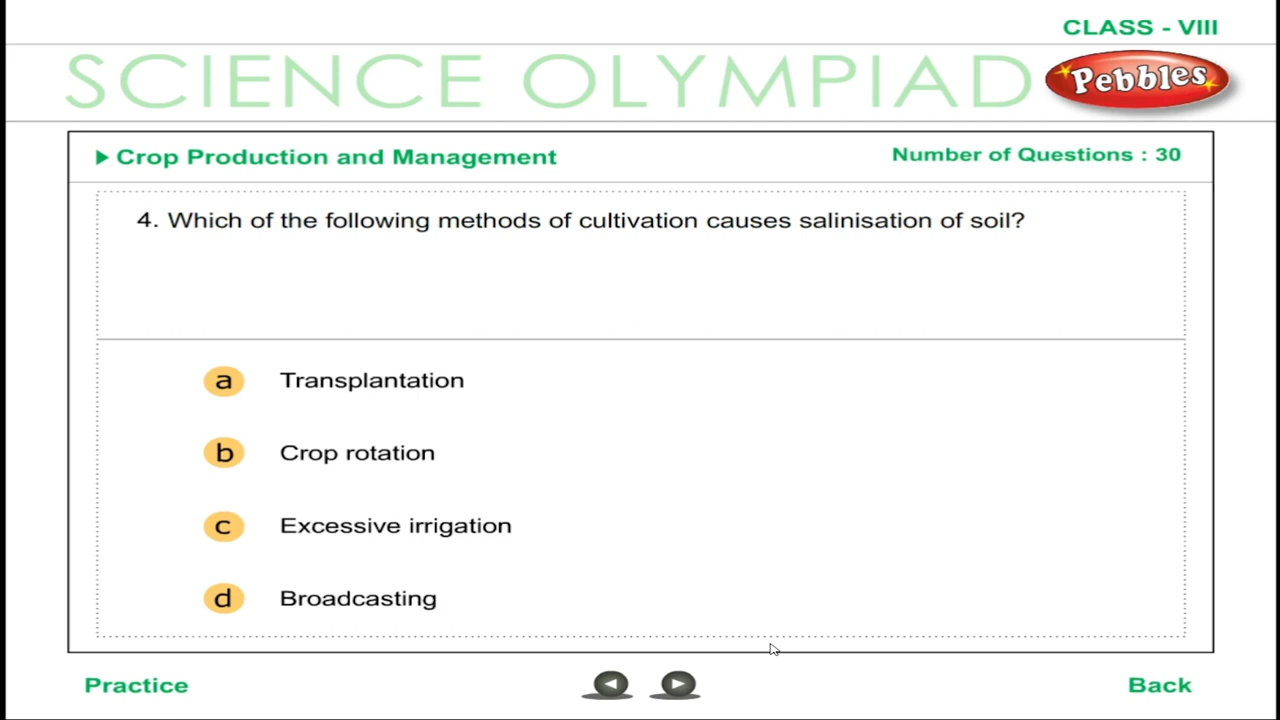 CLASS - VIII
SCIENCE OLYMPIAD
Pebbles
Crop Production and Management
Number of Questions : 30
4. Which of the following methods of cultivation causes salinisation of soil?
a Transplantation
b Crop rotation
c Excessive irrigation
d Broadcasting
Practice
Back